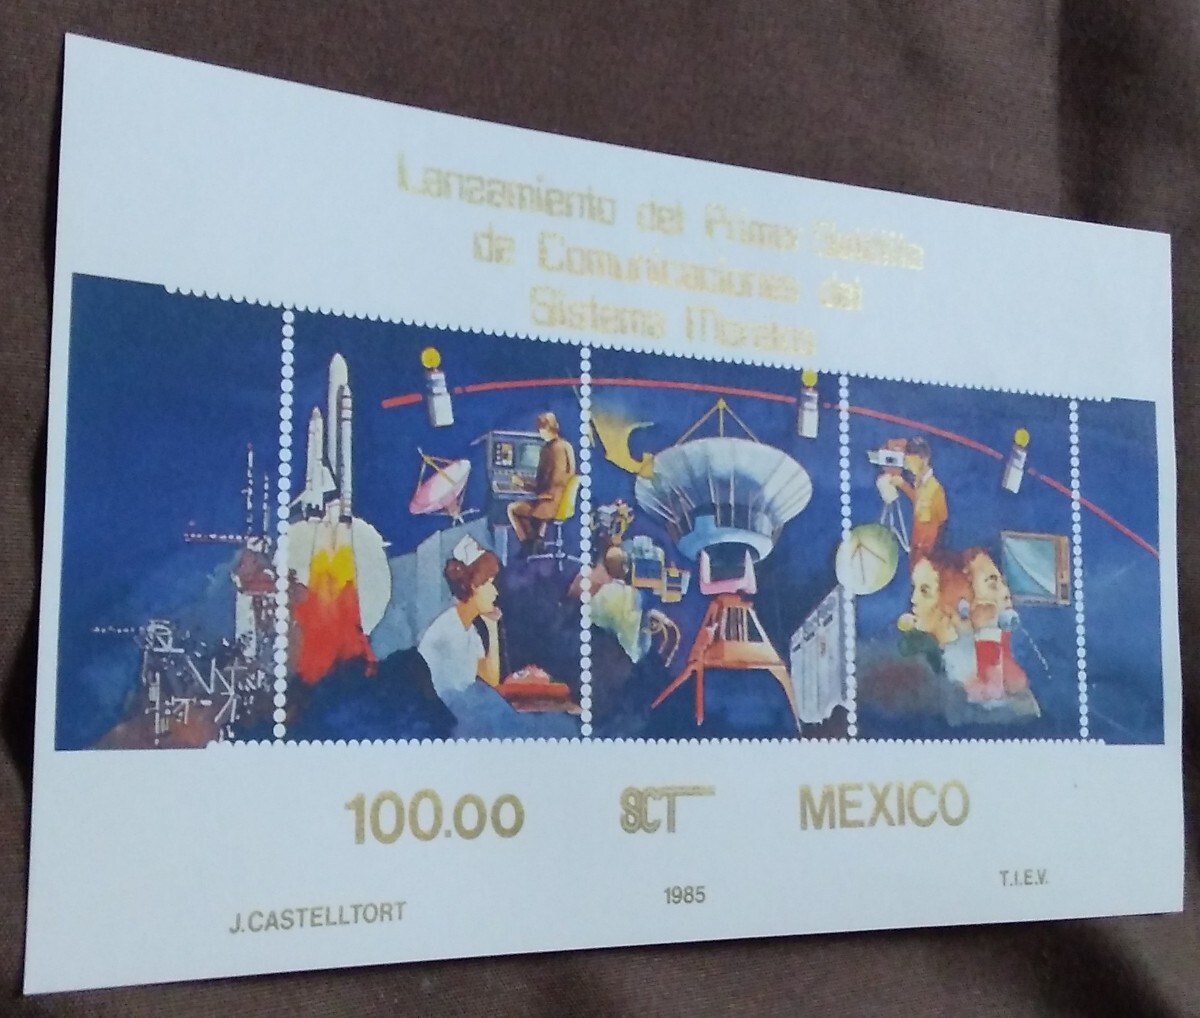 Lanzamiento del Primer Satélite
de Comunicaciones del
Sistema Morelos
100.00 SCT MEXICO
J.CASTELLTORT 1985 T.I.E.V.